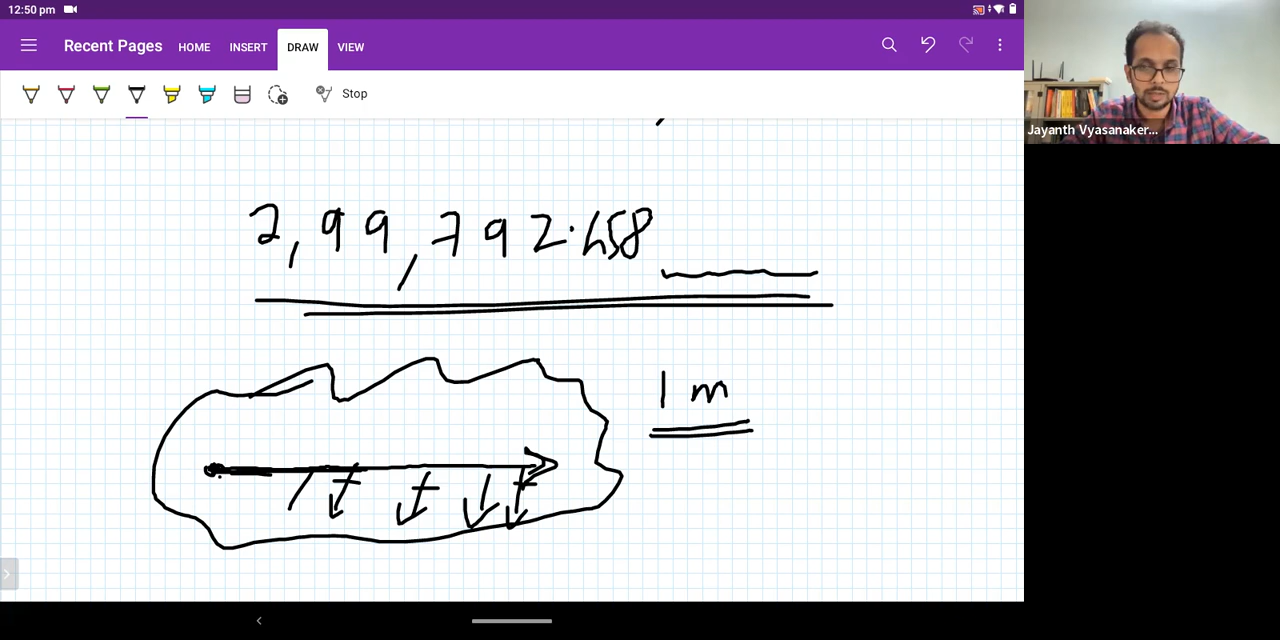 12:50 pm
Recent Pages HOME INSERT DRAW VIEW
Stop
Jayanth Vyasanaker...
2,99,792.458
1 m